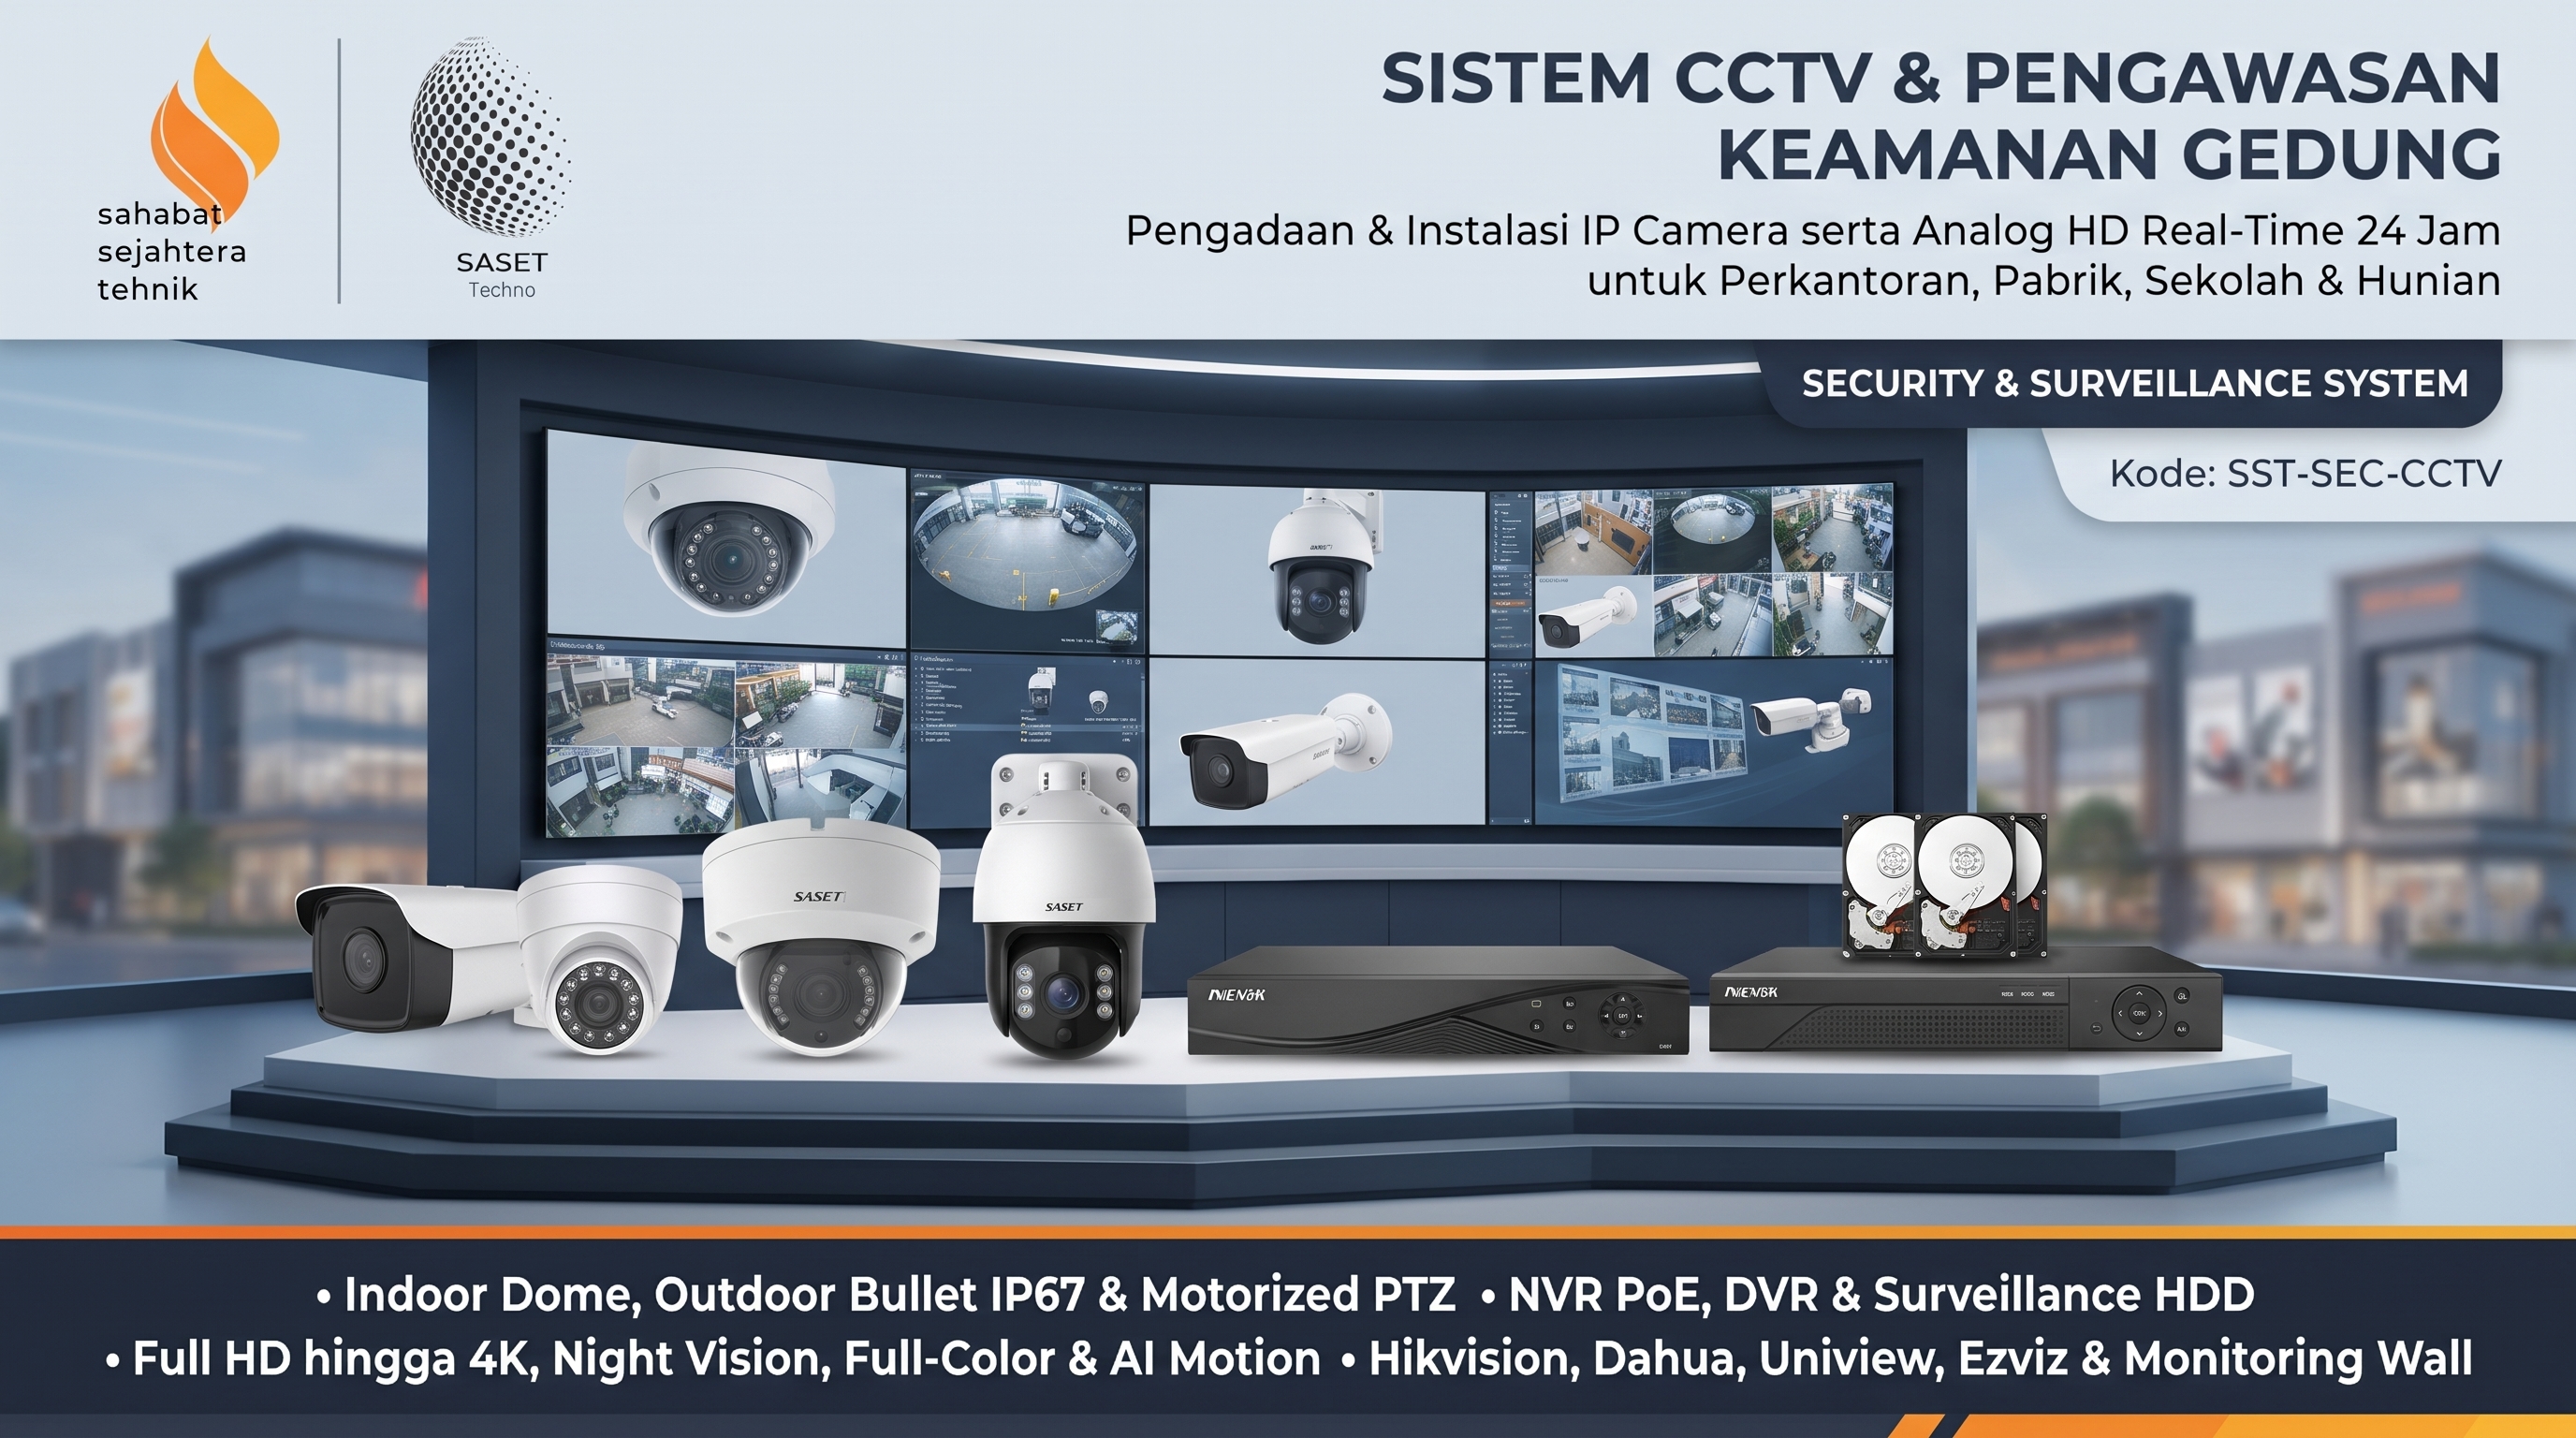 sahabat
sejahtera
tehnik
SASET
Techno
SISTEM CCTV & PENGAWASAN
KEAMANAN GEDUNG
Pengadaan & Instalasi IP Camera serta Analog HD Real-Time 24 Jam
untuk Perkantoran, Pabrik, Sekolah & Hunian
SECURITY & SURVEILLANCE SYSTEM
Kode: SST-SEC-CCTV
SASET
SASET
• Indoor Dome, Outdoor Bullet IP67 & Motorized PTZ • NVR PoE, DVR & Surveillance HDD
• Full HD hingga 4K, Night Vision, Full-Color & AI Motion • Hikvision, Dahua, Uniview, Ezviz & Monitoring Wall